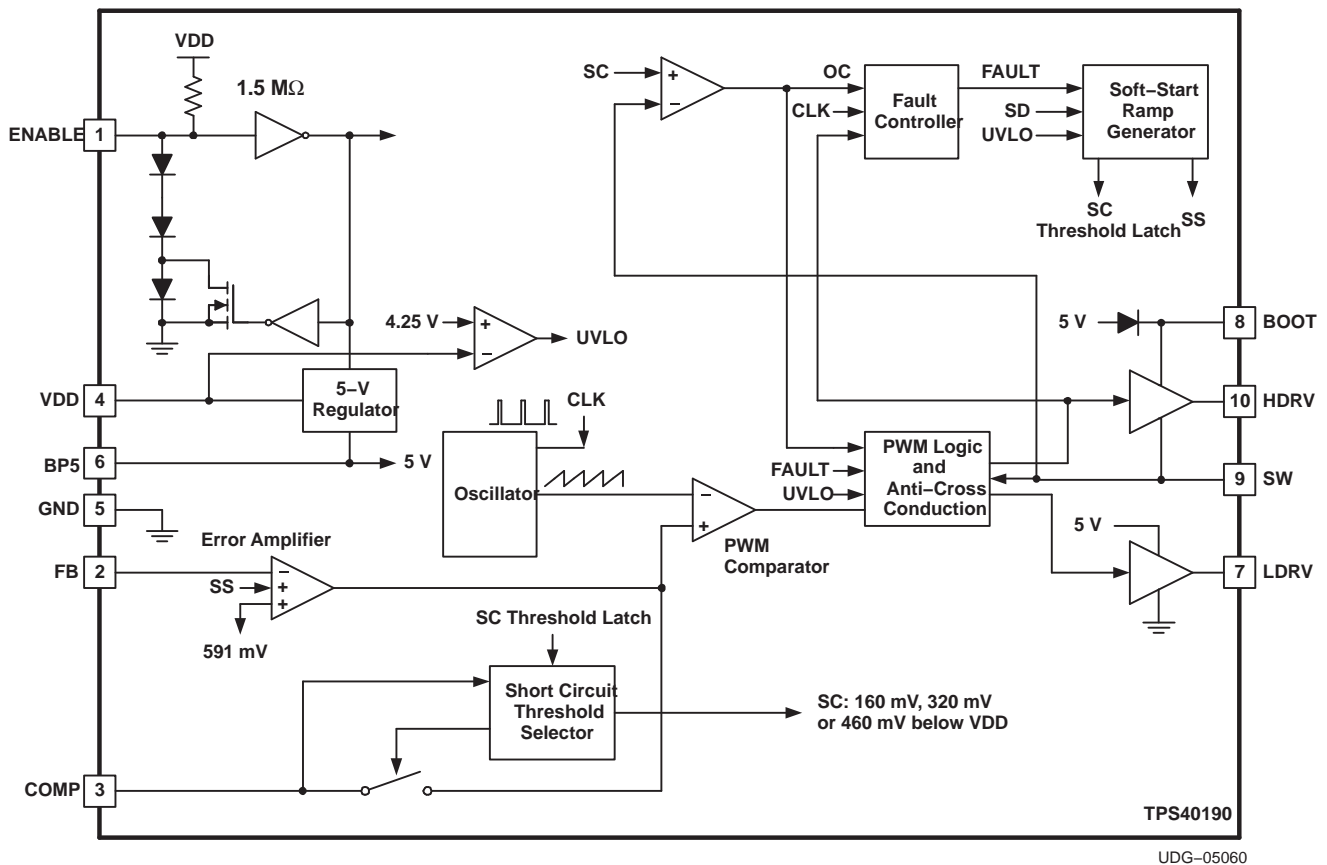 VDD
1.5 MΩ
ENABLE
1
SC
+
−
OC
CLK
Fault
Controller
FAULT
SD
UVLO
Soft−Start
Ramp
Generator
SC
Threshold Latch
SS
4.25 V
+
−
UVLO
5 V
8
BOOT
VDD
4
5−V
Regulator
CLK
10
HDRV
BP5
6
5 V
Oscillator
FAULT
UVLO
PWM Logic
and
Anti−Cross
Conduction
9
SW
GND
5
−
+
PWM
Comparator
5 V
Error Amplifier
FB
2
−
SS
+
+
591 mV
7
LDRV
SC Threshold Latch
Short Circuit
Threshold
Selector
SC: 160 mV, 320 mV
or 460 mV below VDD
COMP
3
TPS40190
UDG−05060